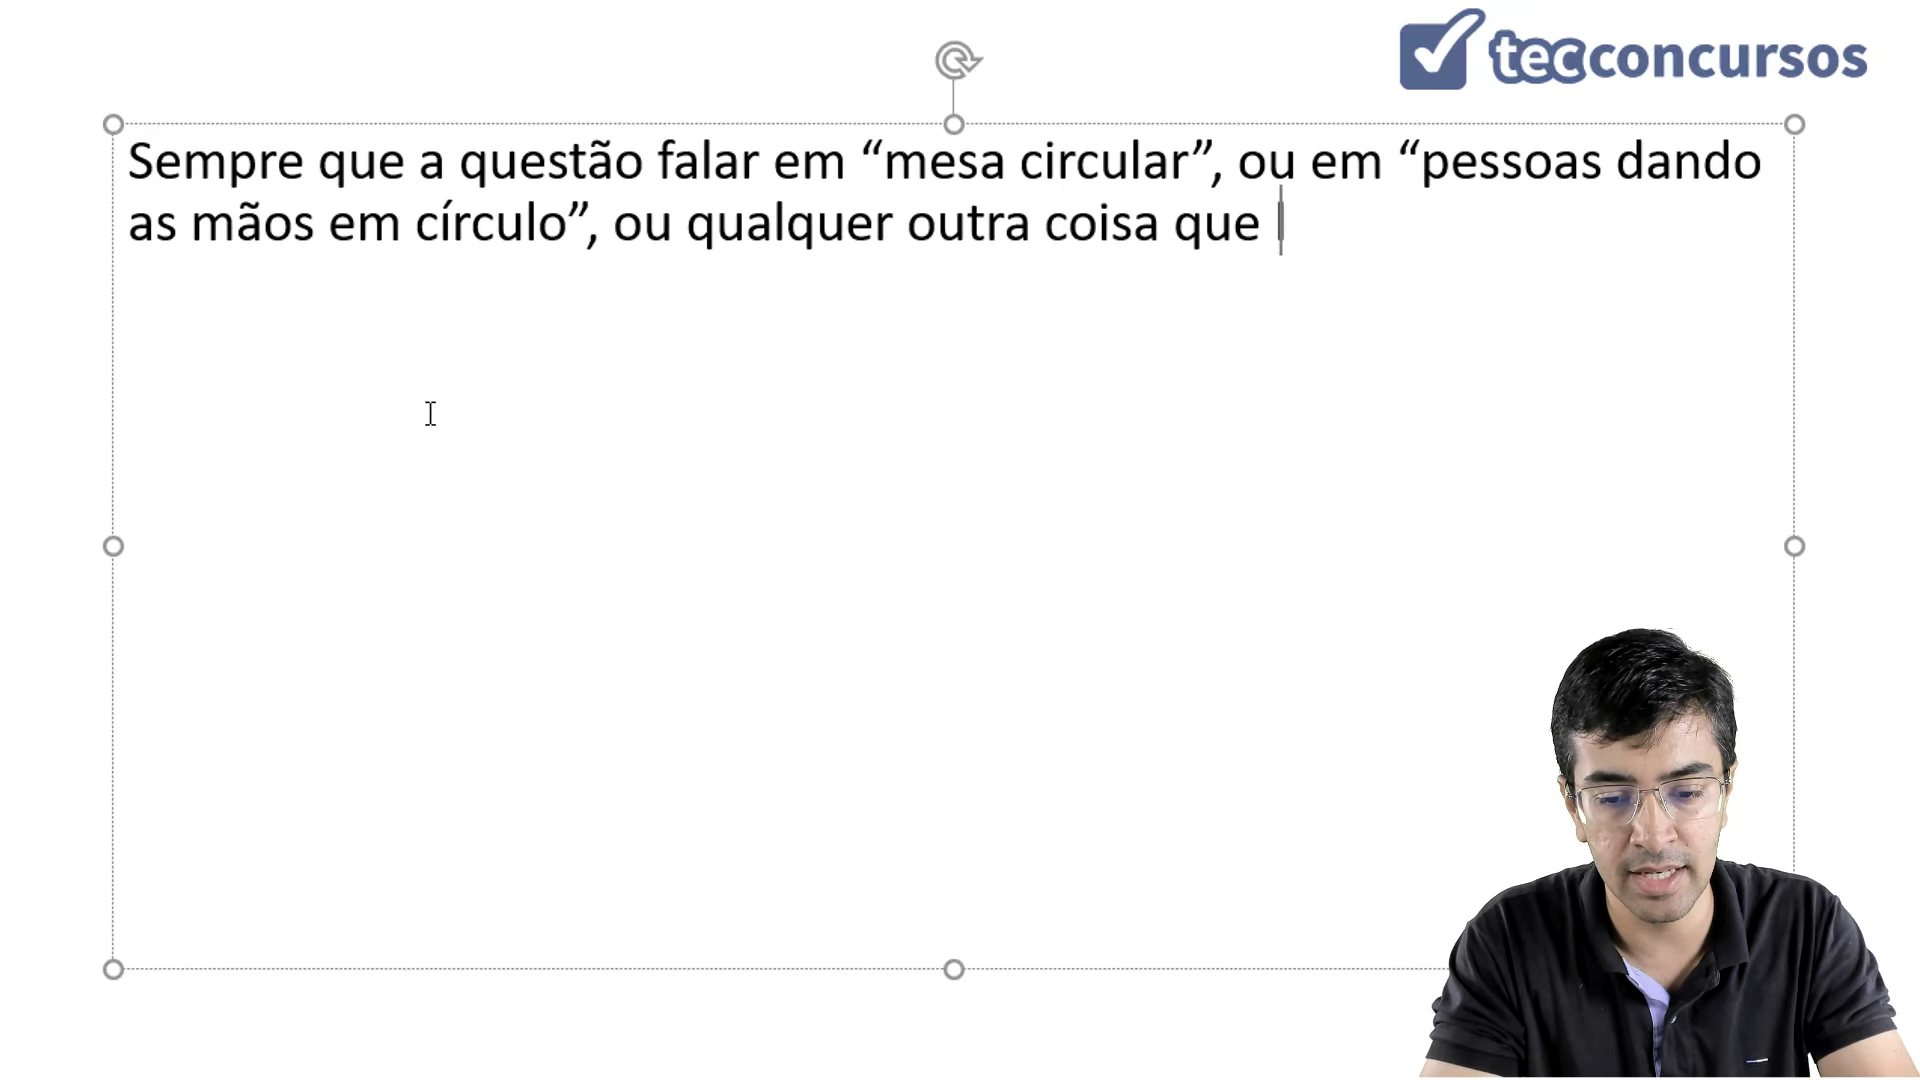 tecconcursos
Sempre que a questão falar em “mesa circular”, ou em “pessoas dando
as mãos em círculo”, ou qualquer outra coisa que